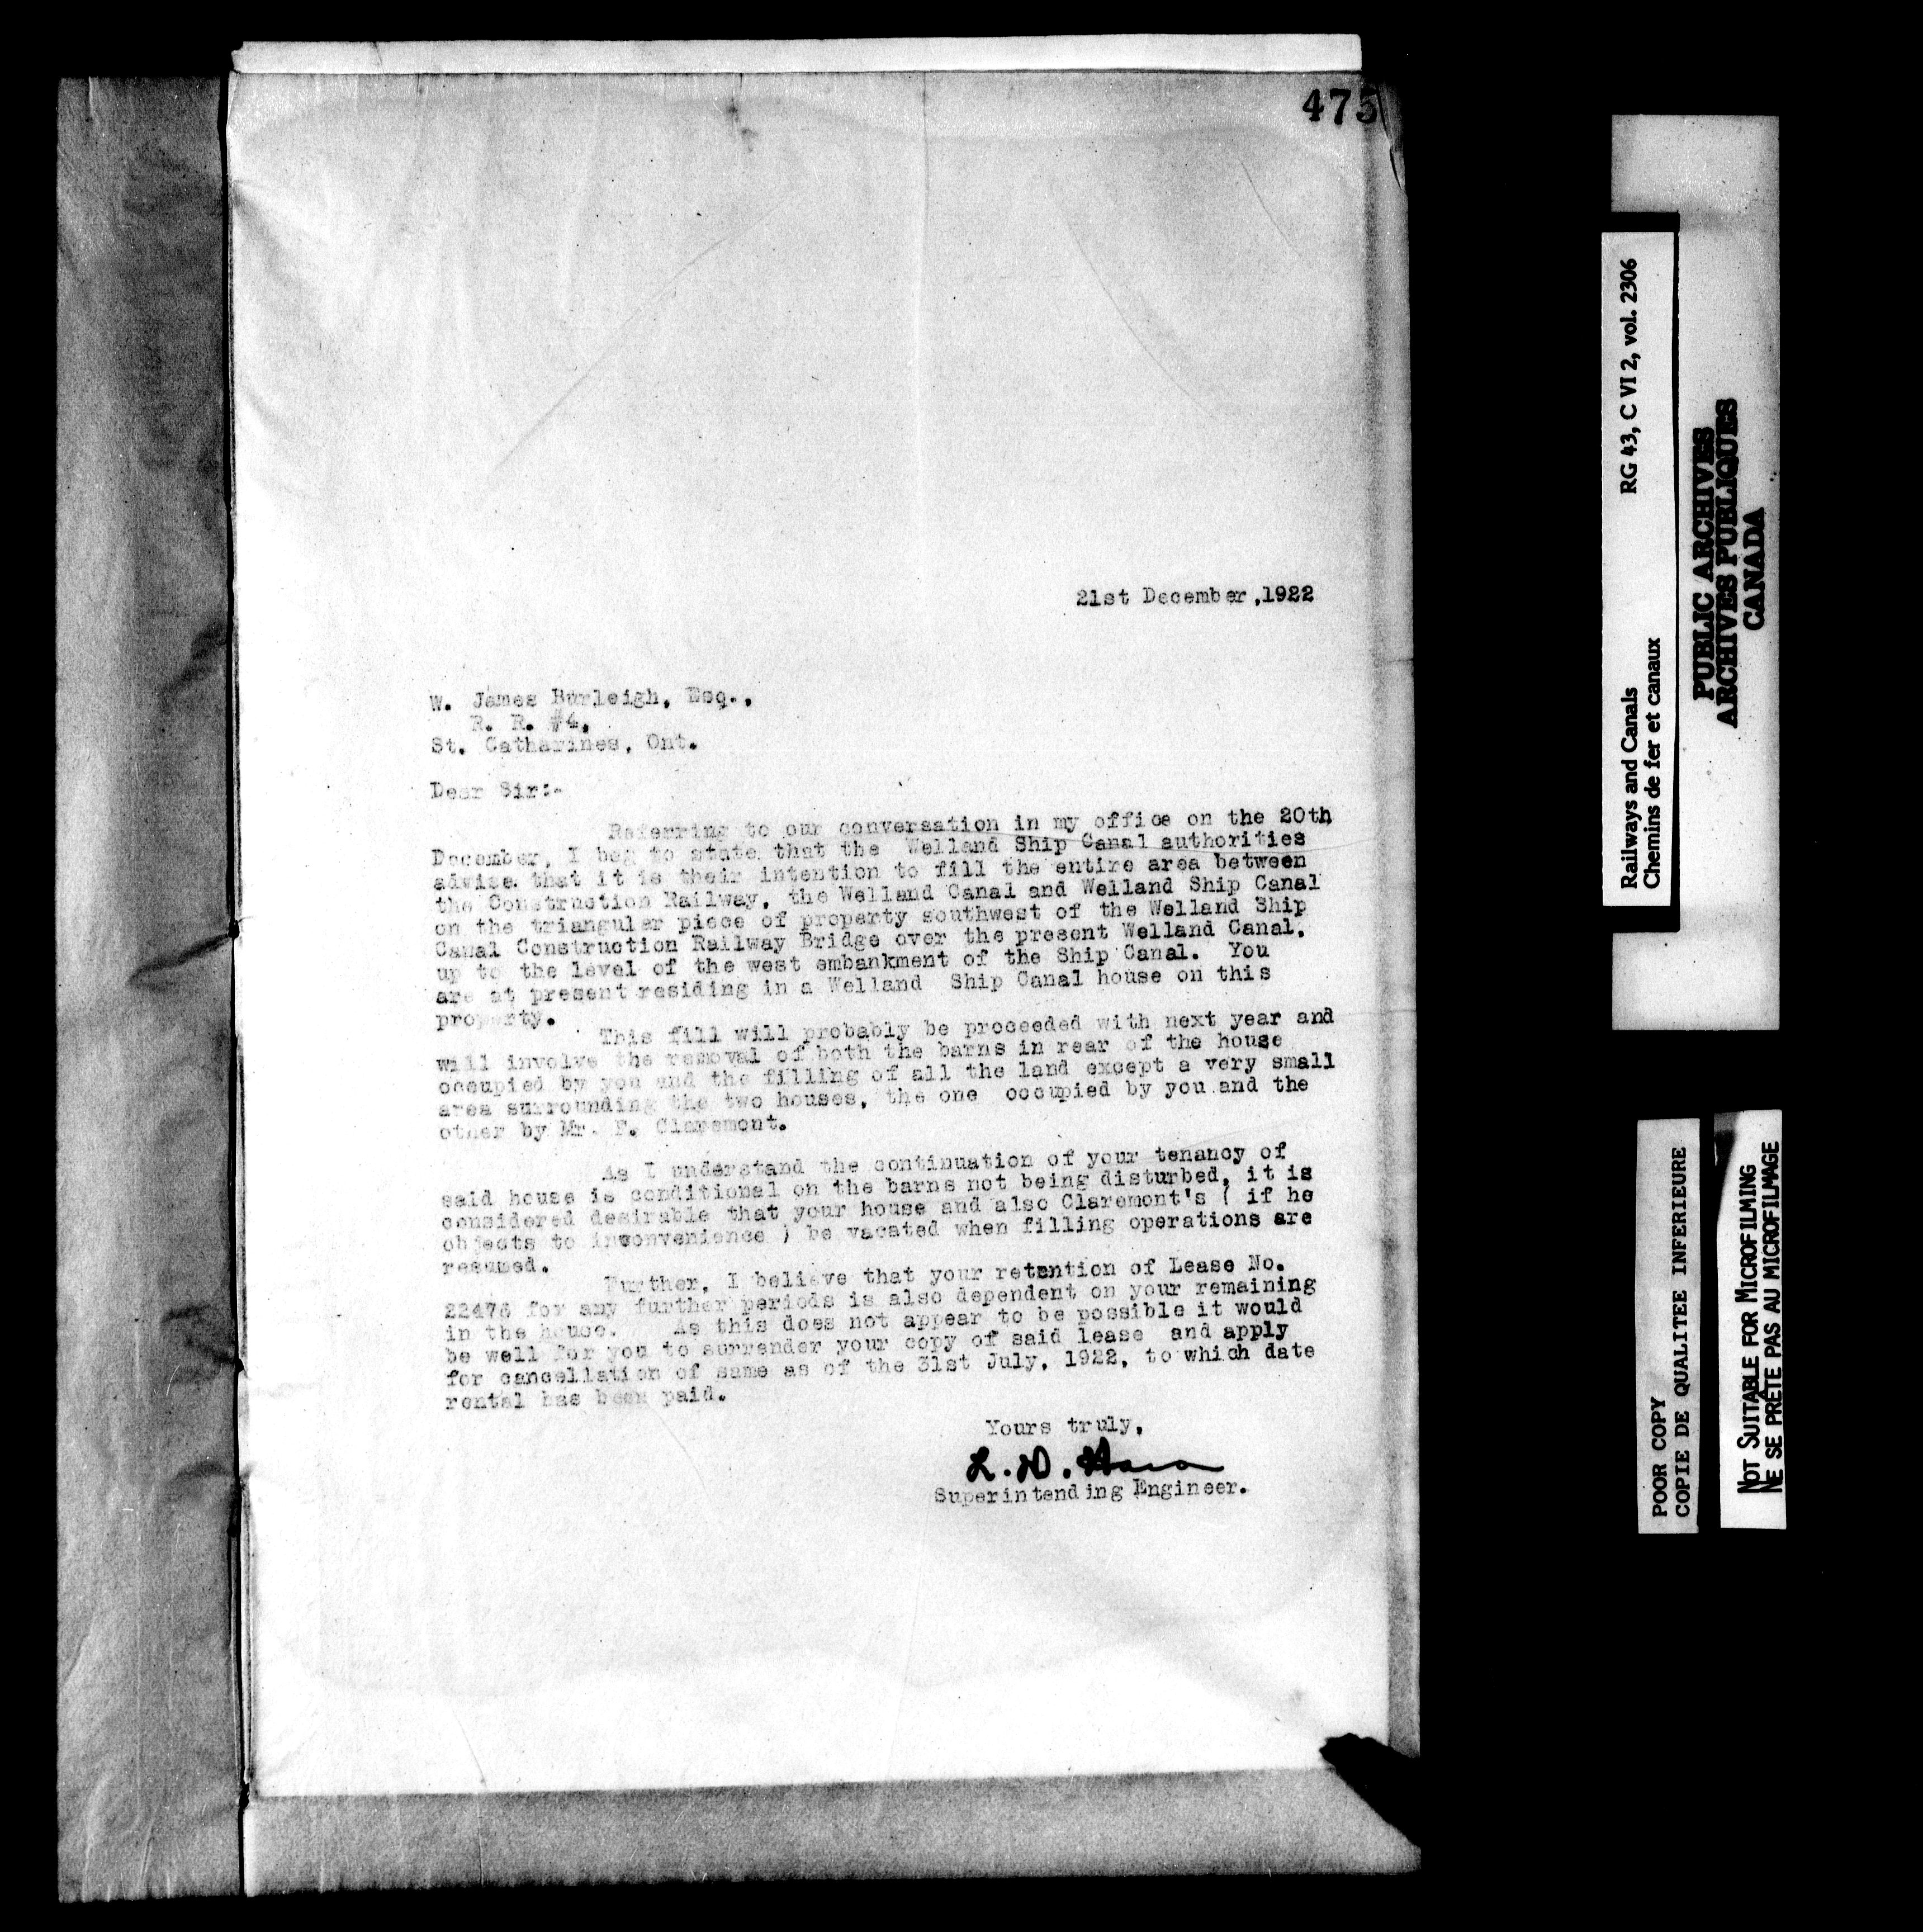 475
21st December,1922
W. James Burleigh, Esq.,
R. R. #4,
St. Catharines, Ont.
Dear Sir:-
Referring to our conversation in my office on the 20th
December, I beg to state that the Welland Ship Canal authorities
advise that it is their intention to fill the entire area between
the Construction Railway, the Welland Canal and Welland Ship Canal
on the triangular piece of property southwest of the Welland Ship
Canal Construction Railway Bridge over the present Welland Canal,
up to the level of the west embankment of the Ship Canal. You
are at present residing in a Welland Ship Canal house on this
property.
This fill will probably be proceeded with next year and
will involve the removal of both the barns in rear of the house
occupied by you and the filling of all the land except a very small
area surrounding the two houses, the one occupied by you and the
other by Mr. F. Claremont.
As I understand the continuation of your tenancy of
said house is conditional on the barns not being disturbed, it is
considered desirable that your house and also Claremont's ( if he
objects to inconvenience ) be vacated when filling operations are
resumed.
Further, I believe that your retention of Lease No.
22476 for any further periods is also dependent on your remaining
in the house. As this does not appear to be possible it would
be well for you to surrender your copy of said lease and apply
for cancellation of same as of the 31st July, 1922, to which date
rental has been paid.
Yours truly,
L. D. Hara
Superintending Engineer.
Railways and Canals RG 43, C VI 2, vol. 2306
Chemins de fer et canaux
PUBLIC ARCHIVES
ARCHIVES PUBLIQUES
CANADA
POOR COPY
COPIE DE QUALITEE INFERIEURE
NOT SUITABLE FOR MICROFILMING
NE SE PRÊTE PAS AU MICROFILMAGE